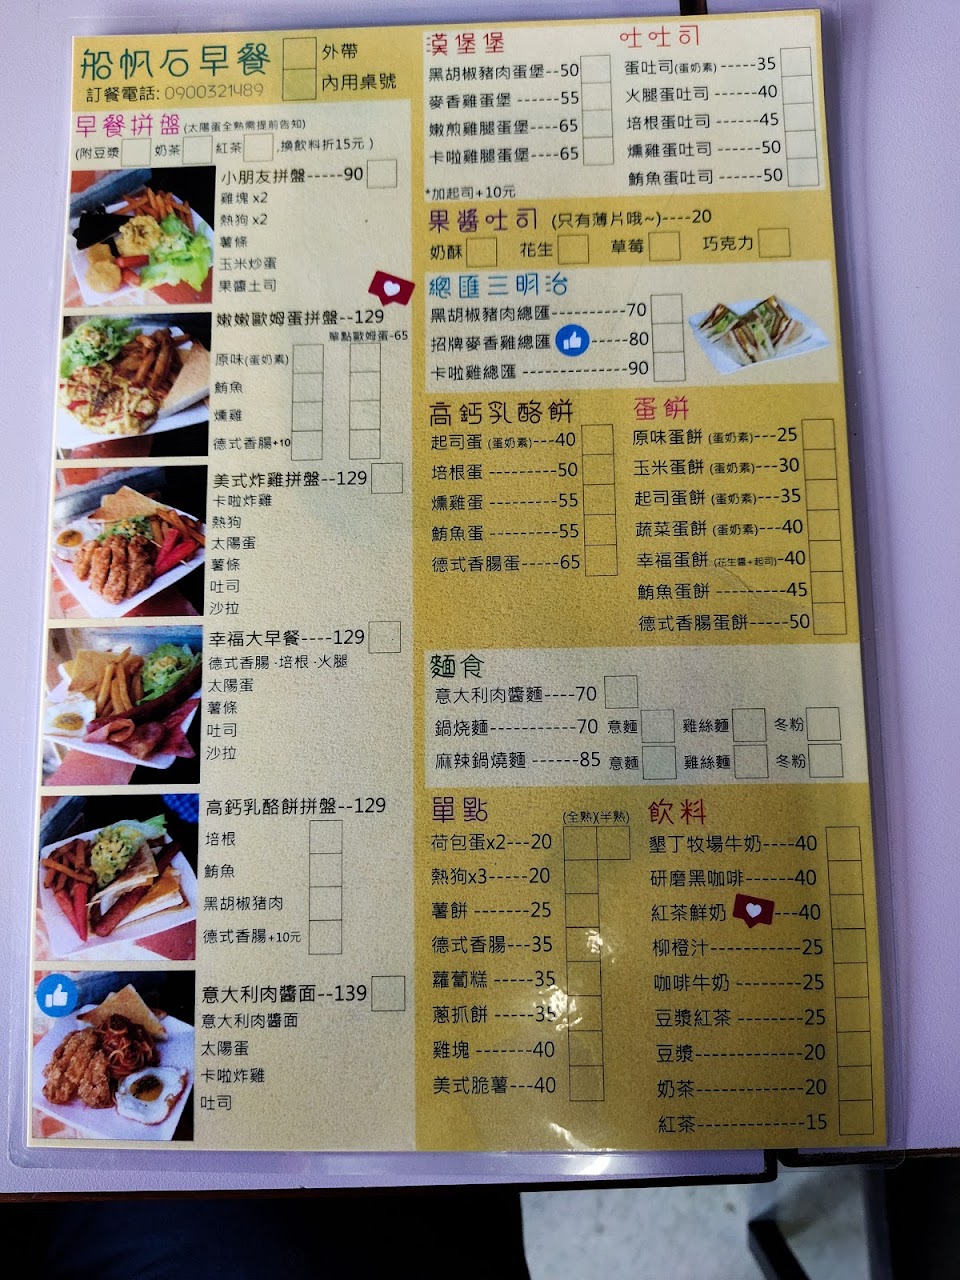 船帆石早餐
外帶
內用桌號
訂餐電話: 0900321489
早餐拼盤(太陽蛋全熟需提前告知)
(附豆漿 奶茶 紅茶 ,換飲料折15元 )
小朋友拼盤------90
雞塊 x2
熱狗 x2
薯條
玉米炒蛋
果醬土司
嫩嫩歐姆蛋拼盤--129
單點歐姆蛋-65
原味(蛋奶素)
鮪魚
燻雞
德式香腸+10
美式炸雞拼盤--129
卡啦炸雞
熱狗
太陽蛋
薯條
吐司
沙拉
幸福大早餐----129
德式香腸 ·培根 ·火腿
太陽蛋
薯條
吐司
沙拉
高鈣乳酪餅拼盤--129
培根
鮪魚
黑胡椒豬肉
德式香腸+10元
意大利肉醬面--139
意大利肉醬面
太陽蛋
卡啦炸雞
吐司
漢堡堡
黑胡椒豬肉蛋堡--50
麥香雞蛋堡 -----55
嫩煎雞腿蛋堡----65
卡啦雞腿蛋堡----65
*加起司+10元
吐吐司
蛋吐司(蛋奶素) -----35
火腿蛋吐司 ------40
培根蛋吐司 ------45
燻雞蛋吐司 ------50
鮪魚蛋吐司 ------50
果醬吐司 (只有薄片哦~)----20
奶酥 花生 草莓 巧克力
總匯三明治
黑胡椒豬肉總匯----------70
招牌麥香雞總匯 -----80
卡啦雞總匯 -------------90
高鈣乳酪餅
起司蛋 (蛋奶素)---40
培根蛋 ---------50
燻雞蛋 ---------55
鮪魚蛋 ---------55
德式香腸蛋-----65
蛋餅
原味蛋餅 (蛋奶素)---25
玉米蛋餅 (蛋奶素)---30
起司蛋餅 (蛋奶素)---35
蔬菜蛋餅 (蛋奶素)---40
幸福蛋餅 (花生醬+起司)-40
鮪魚蛋餅 ---------45
德式香腸蛋餅-----50
麵食
意大利肉醬麵----70
鍋烧麵----------70 意麵 雞絲麵 冬粉
麻辣鍋燒麵 ------85 意麵 雞絲麵 冬粉
單點
(全熟)(半熟)
荷包蛋x2---20
熱狗x3-----20
薯餅 --------25
德式香腸---35
蘿蔔糕 -----35
蔥抓餅 -----35
雞塊 --------40
美式脆薯---40
飲料
墾丁牧場牛奶----40
研磨黑咖啡------40
紅茶鮮奶 ---40
柳橙汁-----------25
咖啡牛奶 --------25
豆漿紅茶 --------25
豆漿-------------20
奶茶-------------20
紅茶-------------15